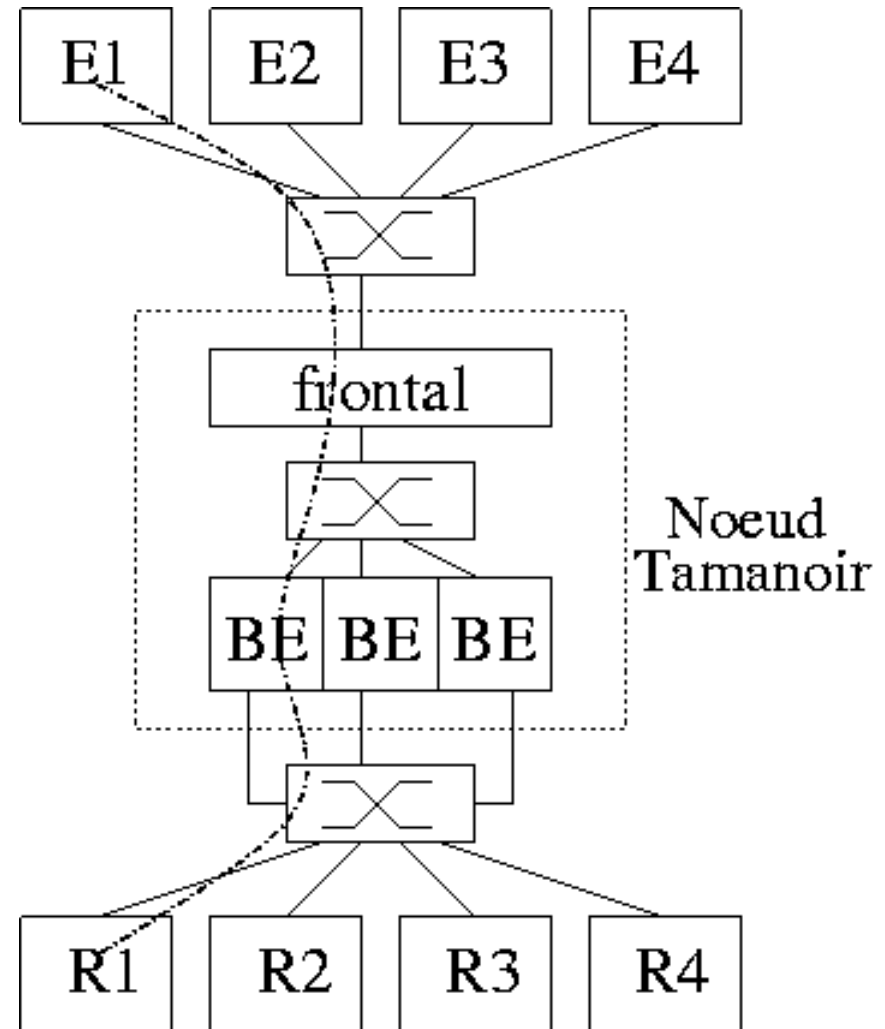 E1 E2 E3 E4
frontal
Noeud
Tamanoir
BE BE BE
R1 R2 R3 R4